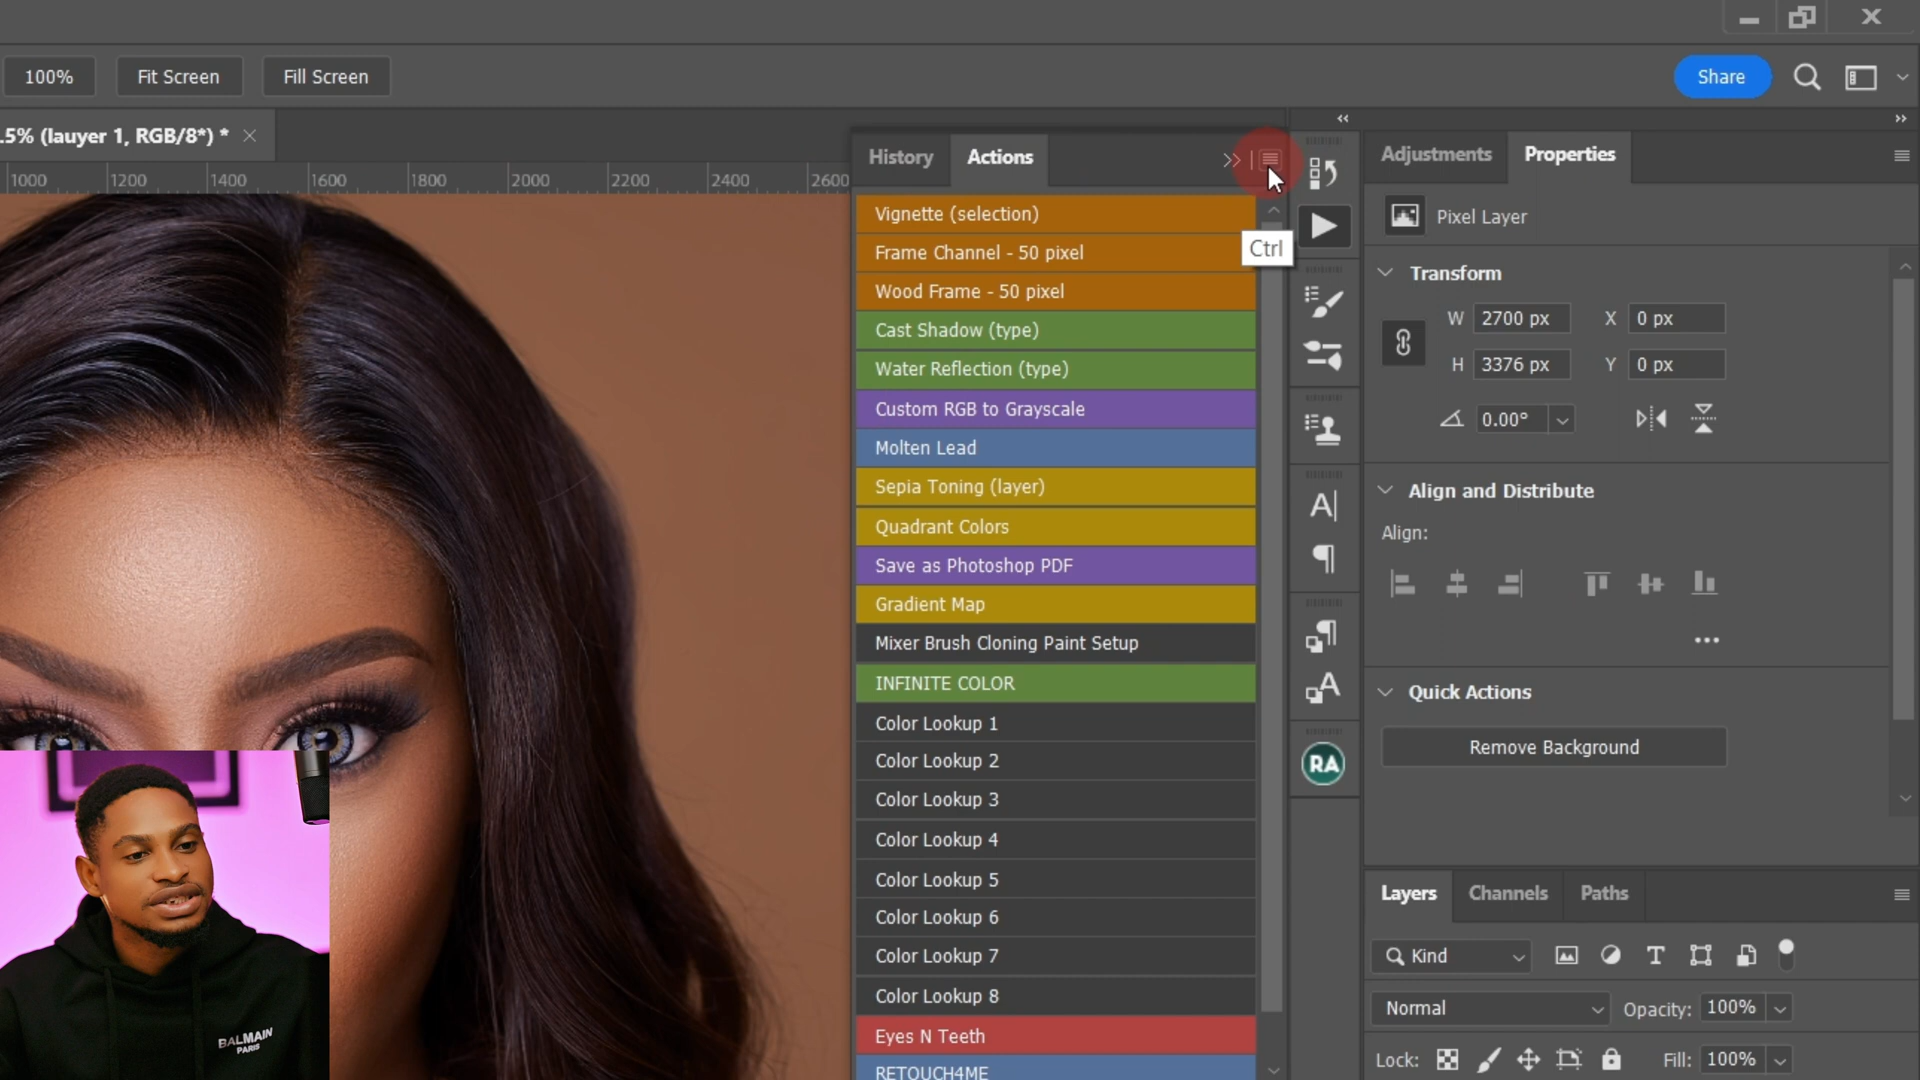 100%
Fit Screen
Fill Screen
Share
.5% (lauyer 1, RGB/8*) *
1000
1200
1400
1600
1800
2000
2200
2400
2600
History
Actions
Ctrl
Vignette (selection)
Frame Channel - 50 pixel
Wood Frame - 50 pixel
Cast Shadow (type)
Water Reflection (type)
Custom RGB to Grayscale
Molten Lead
Sepia Toning (layer)
Quadrant Colors
Save as Photoshop PDF
Gradient Map
Mixer Brush Cloning Paint Setup
INFINITE COLOR
Color Lookup 1
Color Lookup 2
Color Lookup 3
Color Lookup 4
Color Lookup 5
Color Lookup 6
Color Lookup 7
Color Lookup 8
Eyes N Teeth
RETOUCH4ME
RA
Adjustments
Properties
Pixel Layer
Transform
W 2700 px X 0 px
H 3376 px Y 0 px
0.00°
Align and Distribute
Align:
Quick Actions
Remove Background
Layers
Channels
Paths
Kind
Normal
Opacity: 100%
Lock:
Fill: 100%
BALMAIN
PARIS